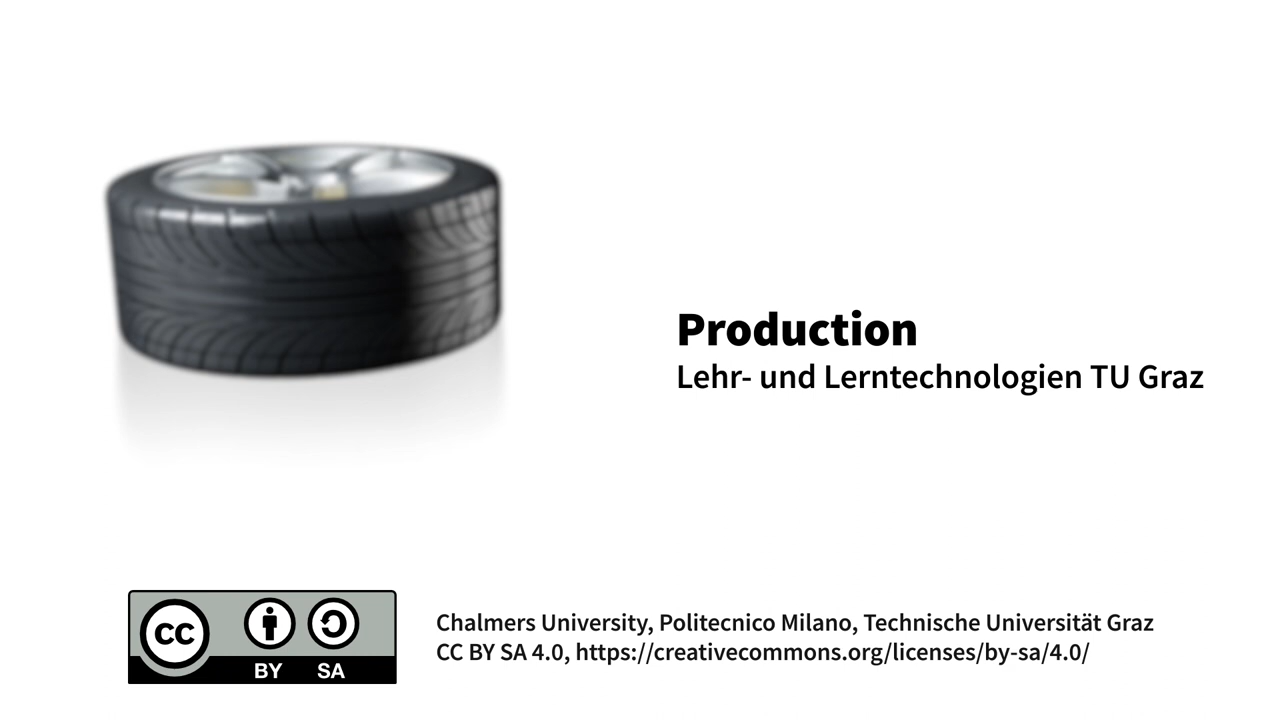 Production
Lehr- und Lerntechnologien TU Graz
CC
BY SA
Chalmers University, Politecnico Milano, Technische Universität Graz
CC BY SA 4.0, https://creativecommons.org/licenses/by-sa/4.0/